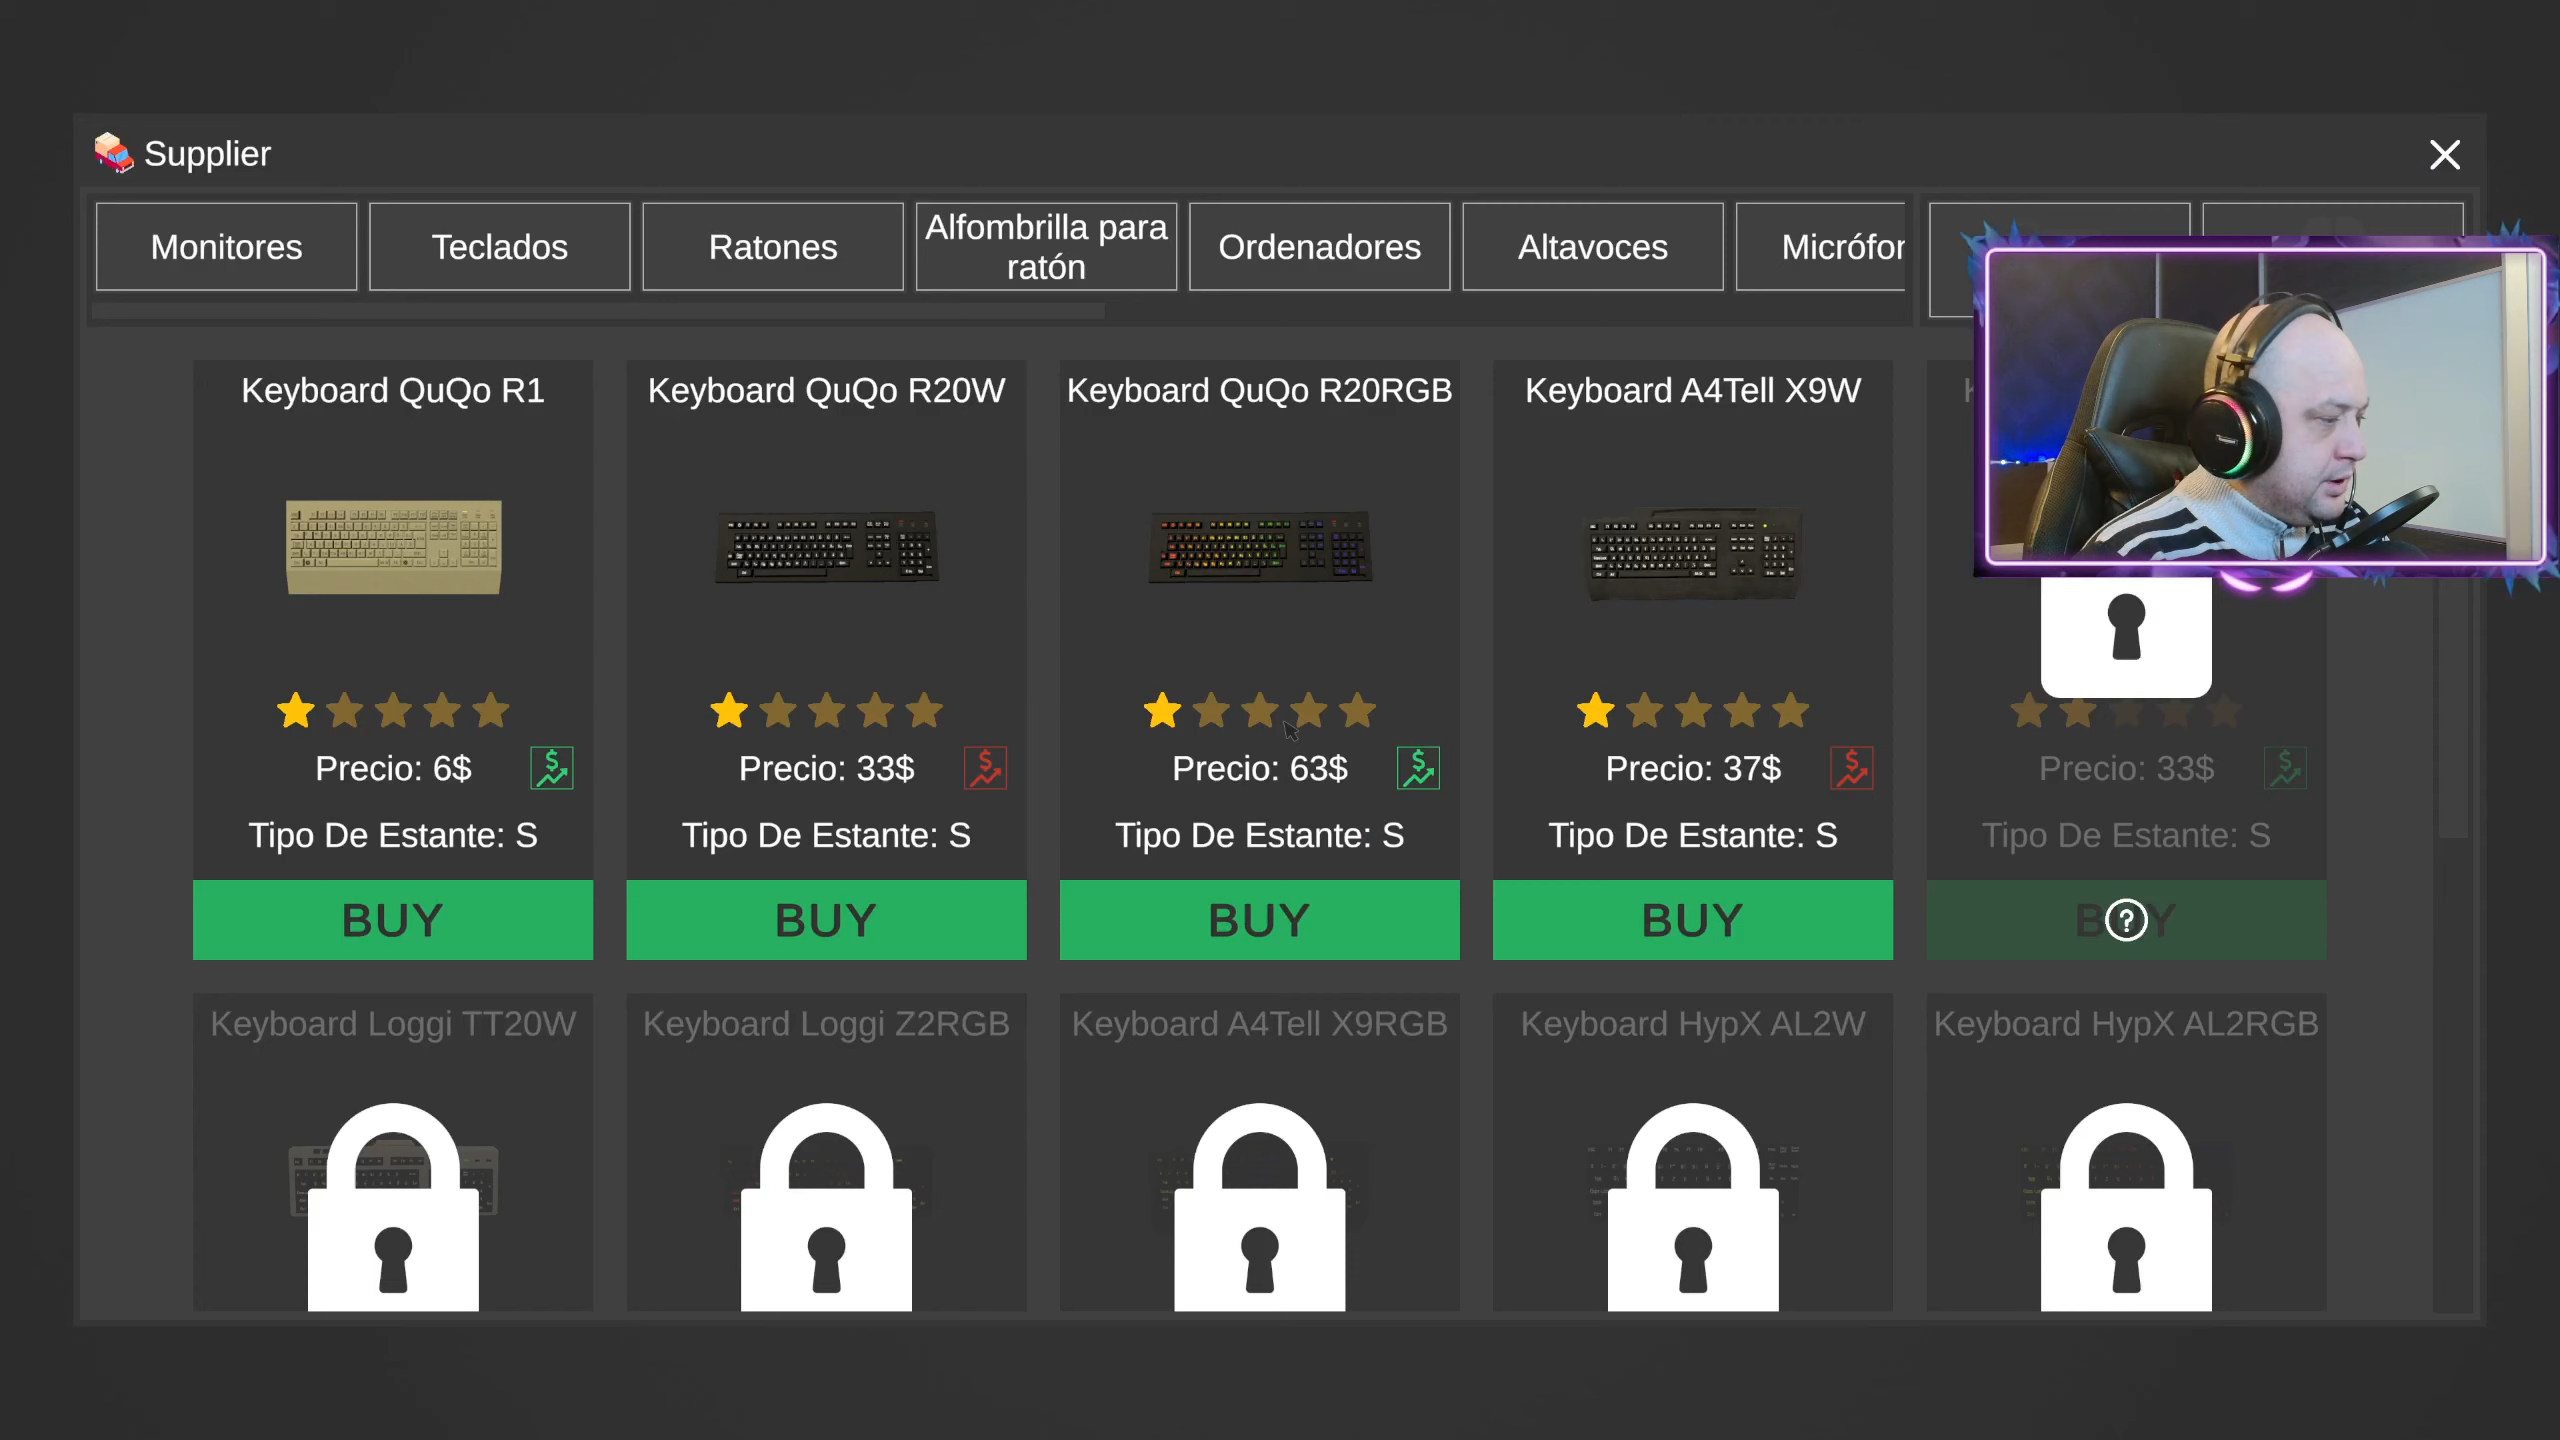 Supplier
Monitores
Teclados
Ratones
Alfombrilla para
ratón
Ordenadores
Altavoces
Micrófor
Keyboard QuQo R1
Keyboard QuQo R20W
Keyboard QuQo R20RGB
Keyboard A4Tell X9W
Precio: 6$
Precio: 33$
Precio: 63$
Precio: 37$
Precio: 33$
Tipo De Estante: S
Tipo De Estante: S
Tipo De Estante: S
Tipo De Estante: S
Tipo De Estante: S
BUY
BUY
BUY
BUY
BUY
Keyboard Loggi TT20W
Keyboard Loggi Z2RGB
Keyboard A4Tell X9RGB
Keyboard HypX AL2W
Keyboard HypX AL2RGB